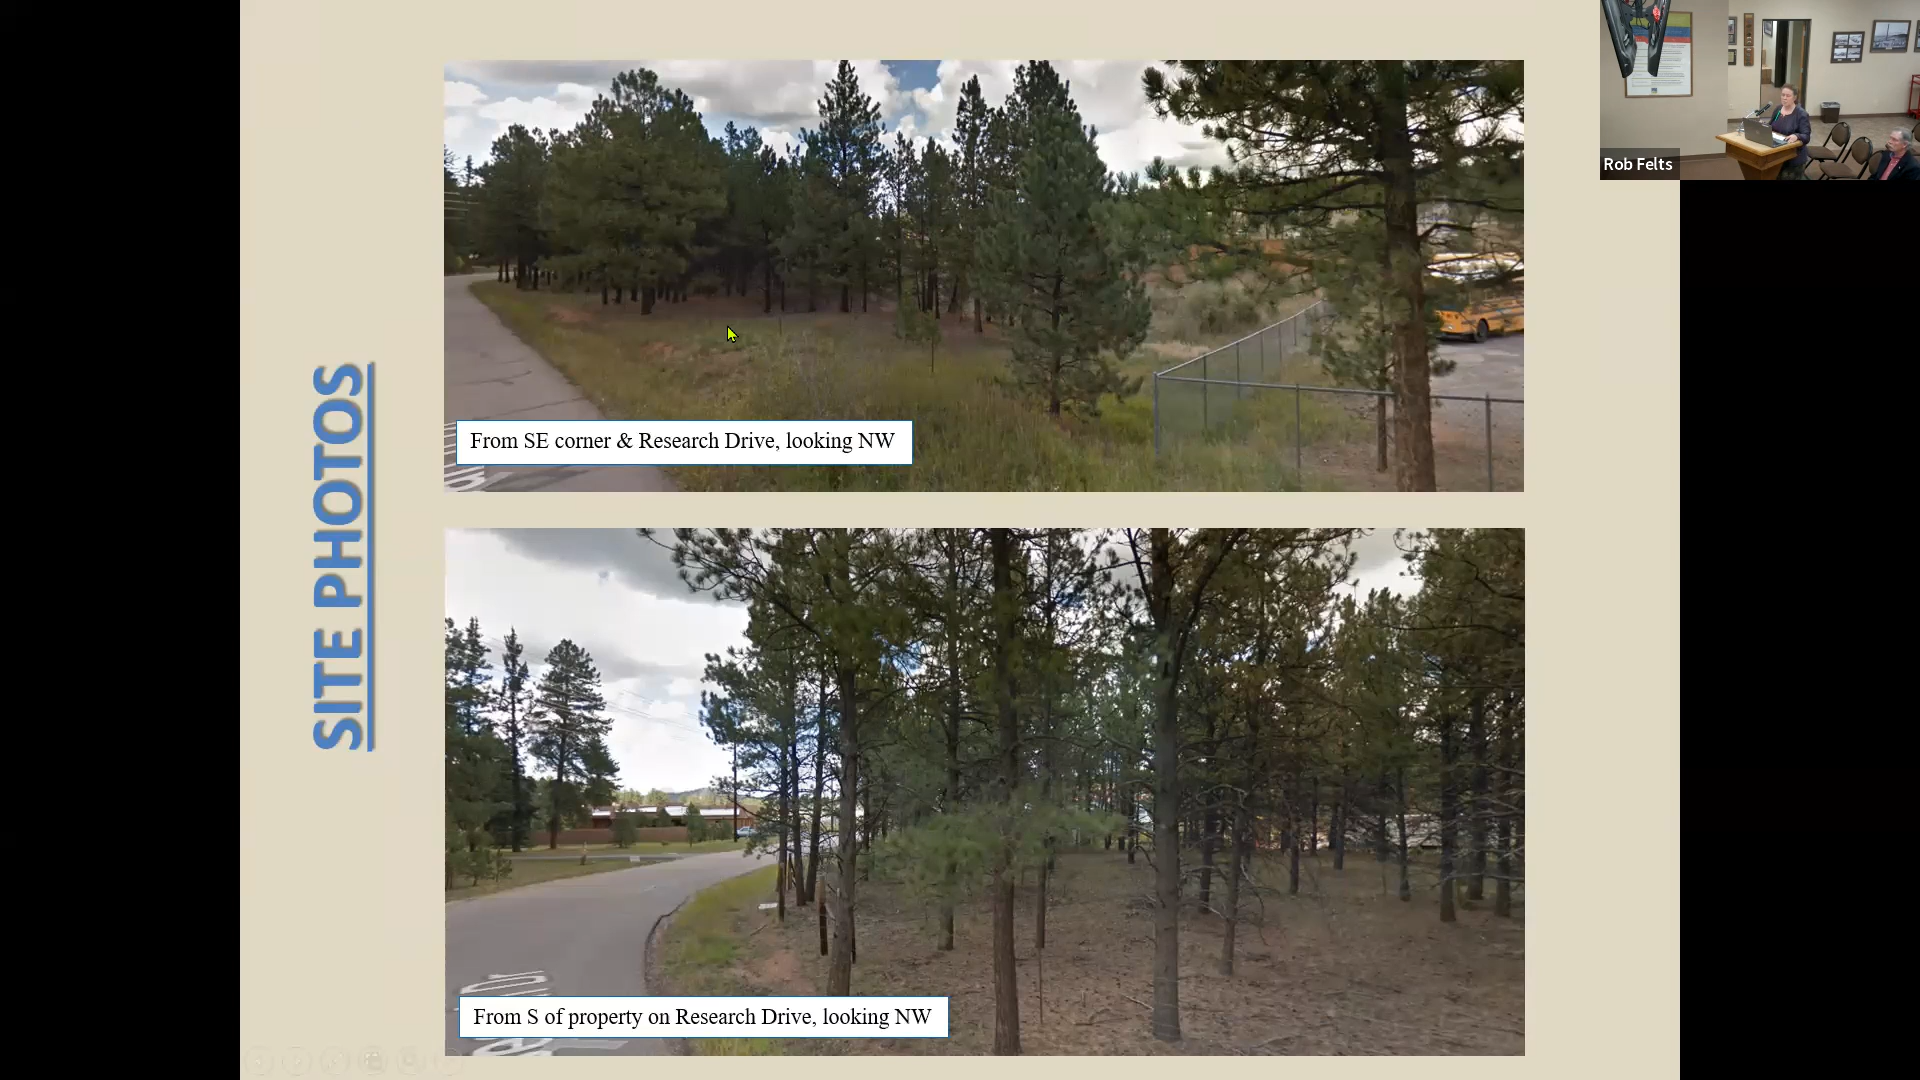 SITE PHOTOS
From SE corner & Research Drive, looking NW
From S of property on Research Drive, looking NW
Rob Felts